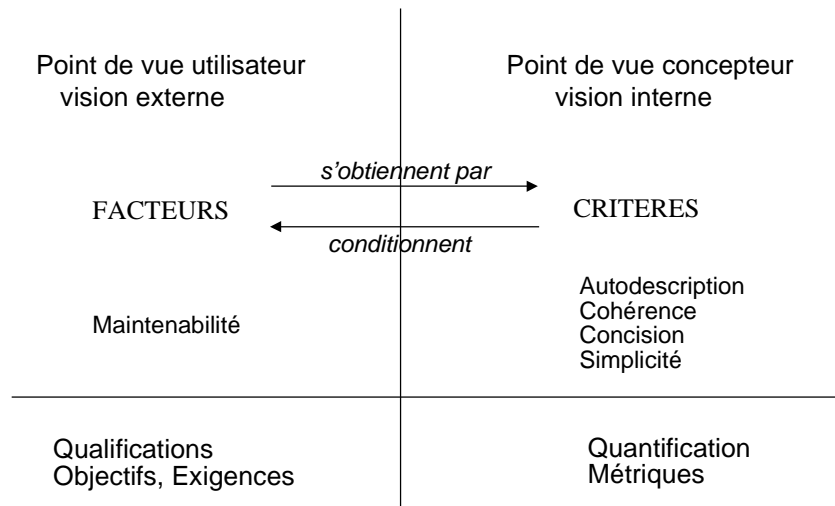 Point de vue utilisateur
vision externe
Point de vue concepteur
vision interne
s'obtiennent par
FACTEURS
CRITERES
conditionnent
Maintenabilité
Autodescription
Cohérence
Concision
Simplicité
Qualifications
Objectifs, Exigences
Quantification
Métriques